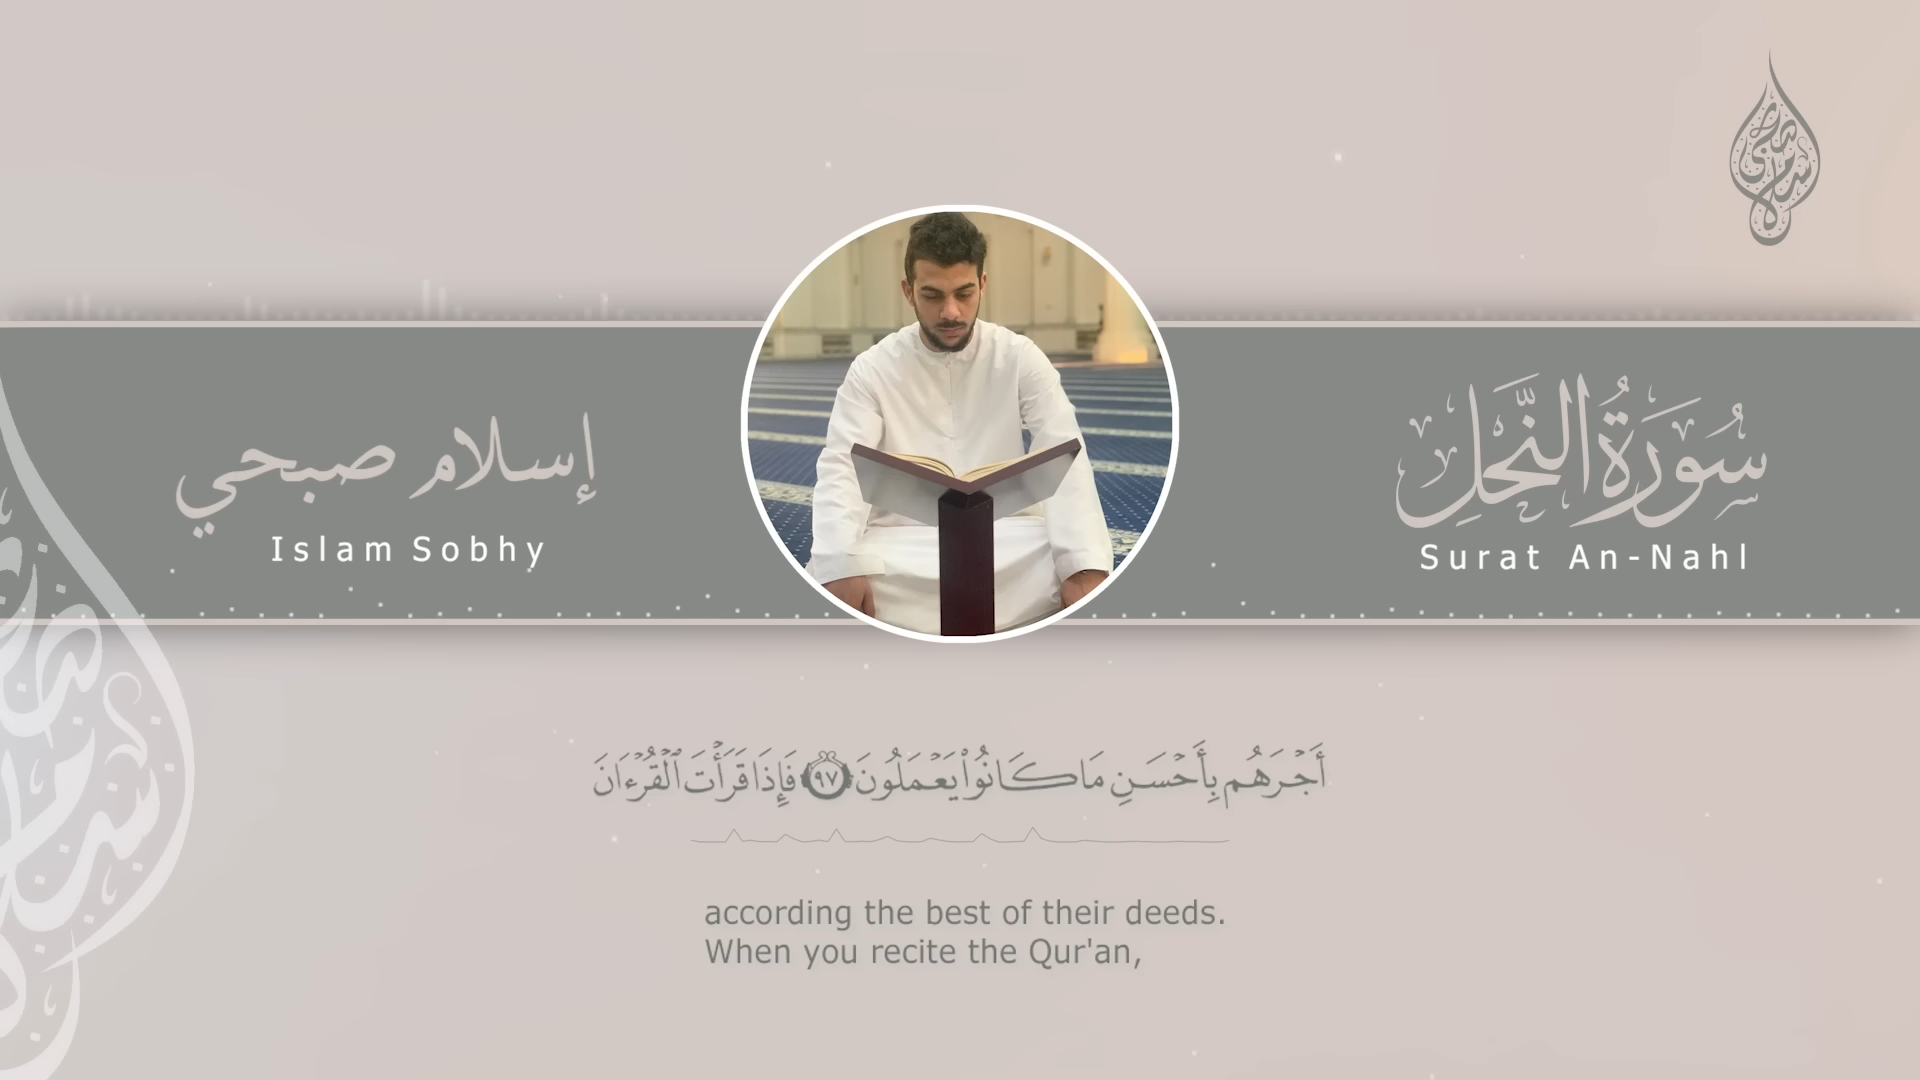 إسلام صبحي
Islam Sobhy
سُورَةُ النَّحل
Surat An-Nahl
أَجْرَهُم بِأَحْسَنِ مَا كَانُوا۟ يَعْمَلُونَ ٩٧ فَإِذَا قَرَأْتَ ٱلْقُرْءَانَ
according the best of their deeds.
When you recite the Qur'an,